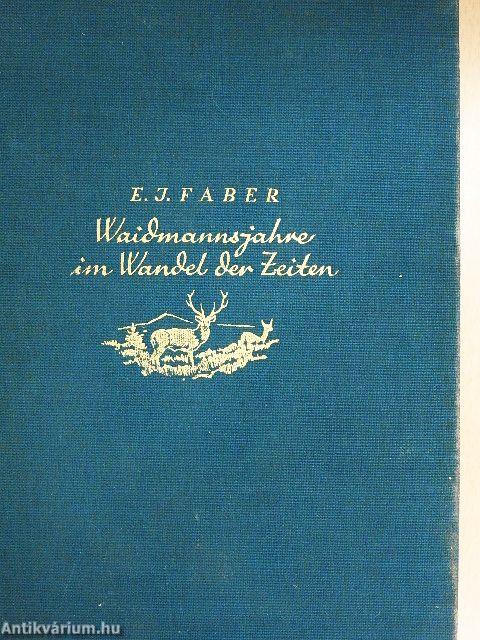 E. J. FABER
Waidmannsjahre
im Wandel der Zeiten
Antikvárium.hu